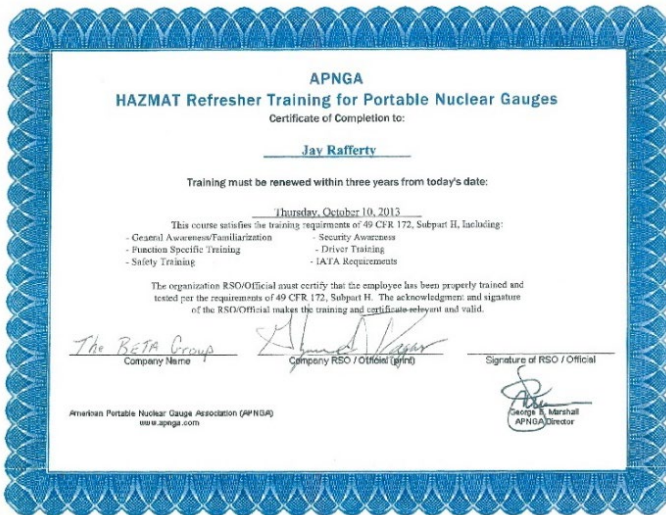 APNGA
HAZMAT Refresher Training for Portable Nuclear Gauges
Certificate of Completion to:
Jay Rafferty
Training must be renewed within three years from today's date:
Thursday, October 10, 2013
This course satisfies the training requirments of 49 CFR 172, Subpart H, Including:
- General Awareness/Familiarization
- Function Specific Training
- Safety Training
- Security Awareness
- Driver Training
- IATA Requirements
The organization RSO/Official must certify that the employee has been properly trained and
tested per the requirements of 49 CFR 172, Subpart H. The acknowledgment and signature
of the RSO/Official makes the training and certificate relevant and valid.
The BETA Group
Company Name
Company RSO / Official (print)
Signature of RSO / Official
American Portable Nuclear Gauge Association (APNGA)
www.apnga.com
George Marshall
APNGA Director